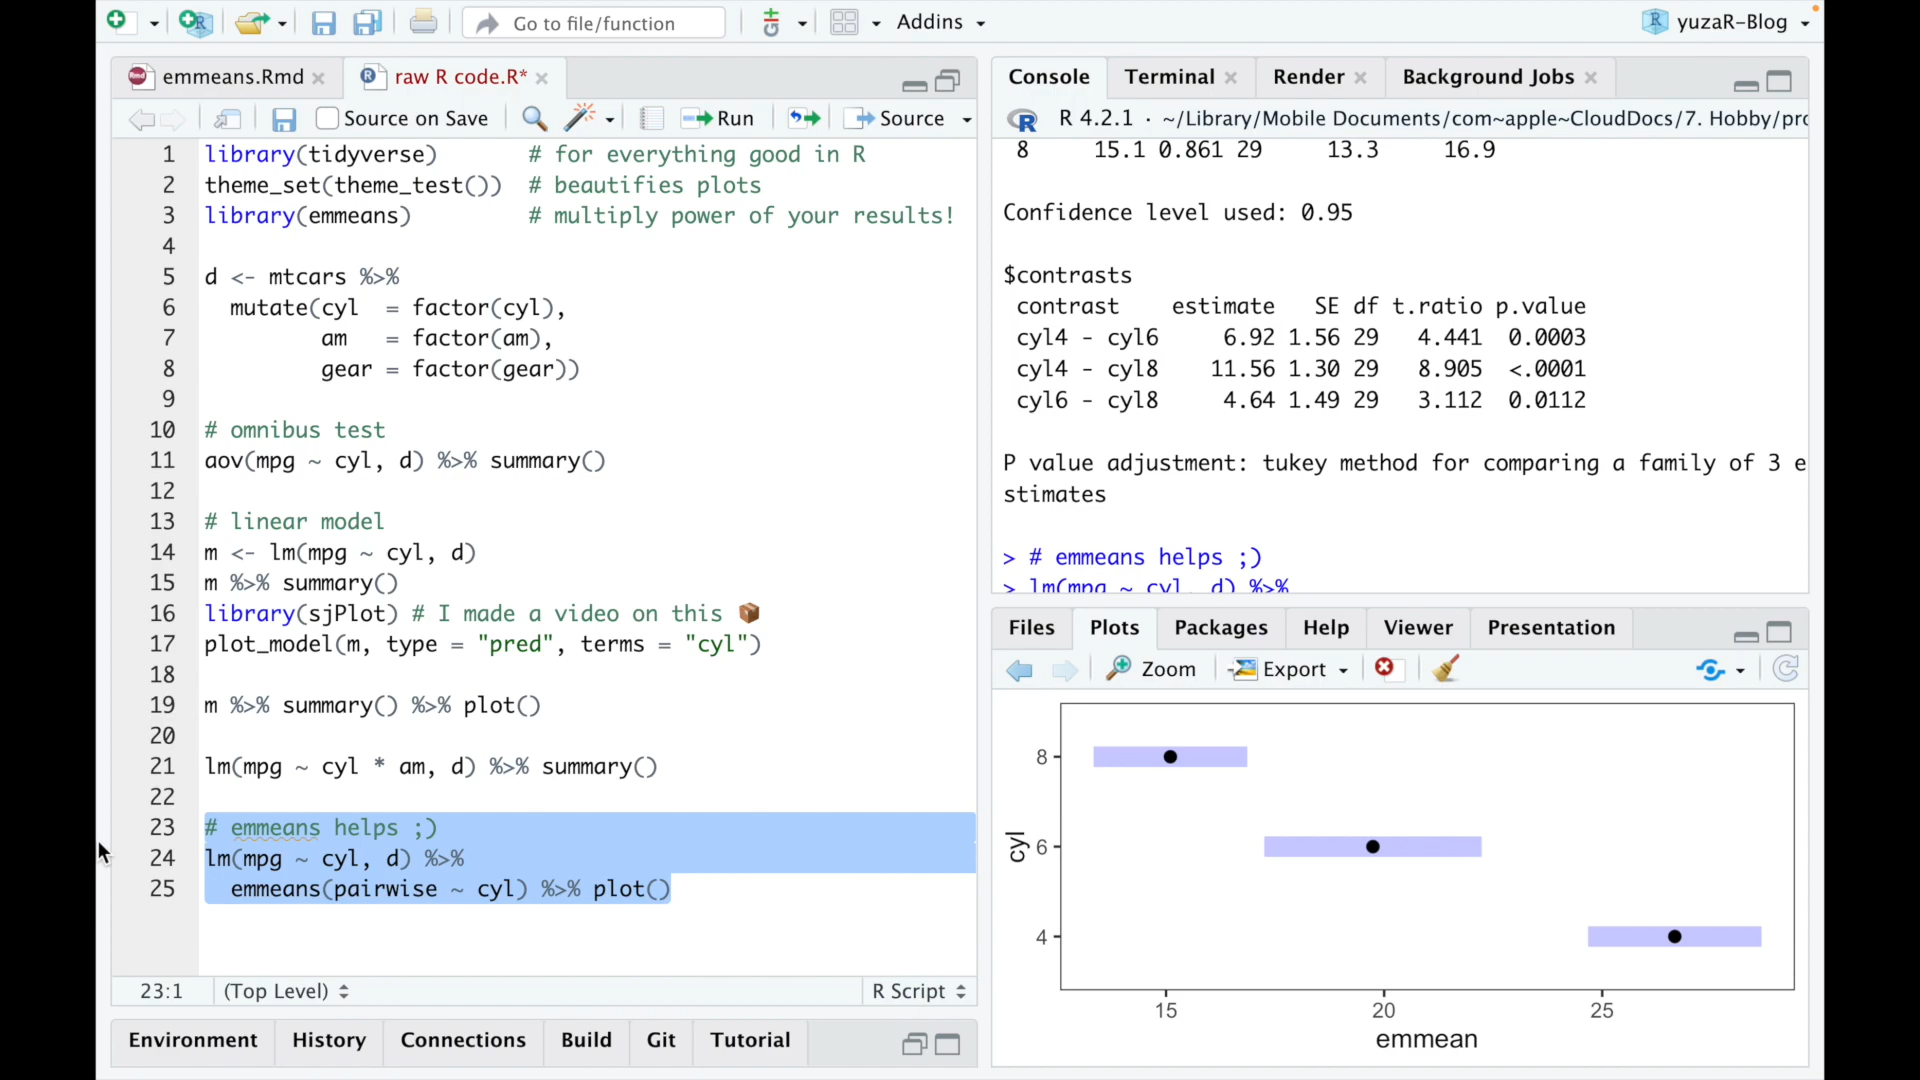 Go to file/function
Addins
yuzaR-Blog
emmeans.Rmd
raw R code.R*
Source on Save
Run
Source
1 library(tidyverse) # for everything good in R
2 theme_set(theme_test()) # beautifies plots
3 library(emmeans) # multiply power of your results!
4
5 d <- mtcars %>%
6 mutate(cyl = factor(cyl),
7 am = factor(am),
8 gear = factor(gear))
9
10 # omnibus test
11 aov(mpg ~ cyl, d) %>% summary()
12
13 # linear model
14 m <- lm(mpg ~ cyl, d)
15 m %>% summary()
16 library(sjPlot) # I made a video on this 📦
17 plot_model(m, type = "pred", terms = "cyl")
18
19 m %>% summary() %>% plot()
20
21 lm(mpg ~ cyl * am, d) %>% summary()
22
23 # emmeans helps ;)
24 lm(mpg ~ cyl, d) %>%
25 emmeans(pairwise ~ cyl) %>% plot()
23:1 (Top Level) R Script
Environment History Connections Build Git Tutorial
Console Terminal Render Background Jobs
R 4.2.1 · ~/Library/Mobile Documents/com~apple~CloudDocs/7. Hobby/pro
8 15.1 0.861 29 13.3 16.9
Confidence level used: 0.95
$contrasts
contrast estimate SE df t.ratio p.value
cyl4 - cyl6 6.92 1.56 29 4.441 0.0003
cyl4 - cyl8 11.56 1.30 29 8.905 <.0001
cyl6 - cyl8 4.64 1.49 29 3.112 0.0112
P value adjustment: tukey method for comparing a family of 3 e
stimates
> # emmeans helps ;)
> lm(mpg ~ cyl, d) %>%
Files Plots Packages Help Viewer Presentation
Zoom Export
8
6
4
cyl
15 20 25
emmean